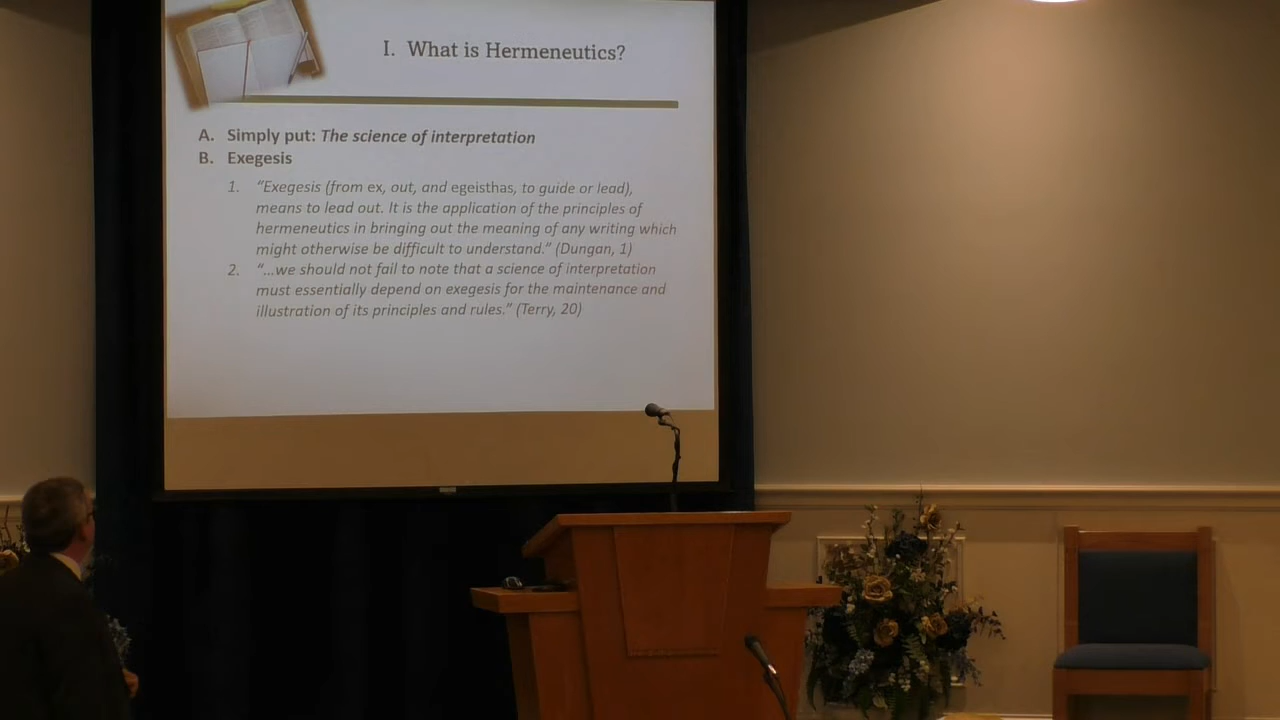 I. What is Hermeneutics?
A. Simply put: The science of interpretation
B. Exegesis
1. “Exegesis (from ex, out, and egeisthas, to guide or lead),
means to lead out. It is the application of the principles of
hermeneutics in bringing out the meaning of any writing which
might otherwise be difficult to understand.” (Dungan, 1)
2. “…we should not fail to note that a science of interpretation
must essentially depend on exegesis for the maintenance and
illustration of its principles and rules.” (Terry, 20)